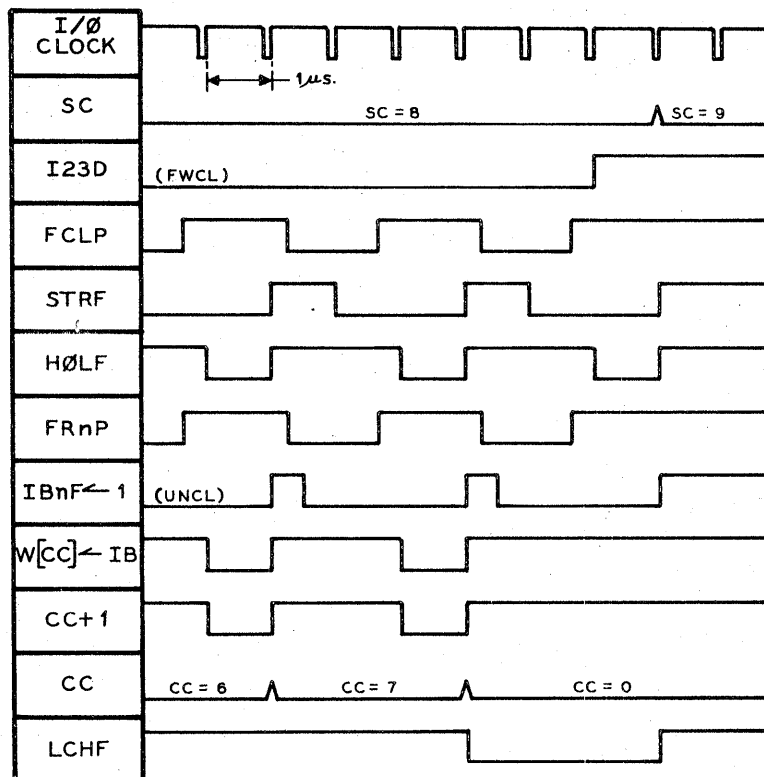 I/Ø
CLOCK
1μs.
SC
SC = 8
SC = 9
I23D
(FWCL)
FCLP
STRF
HØLF
FRnP
IBnF← 1
(UNCL)
W[CC]← IB
CC+1
CC
CC = 6
CC = 7
CC = 0
LCHF